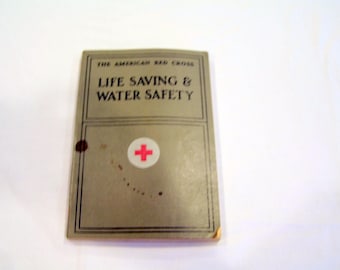 THE AMERICAN RED CROSS
LIFE SAVING &
WATER SAFETY